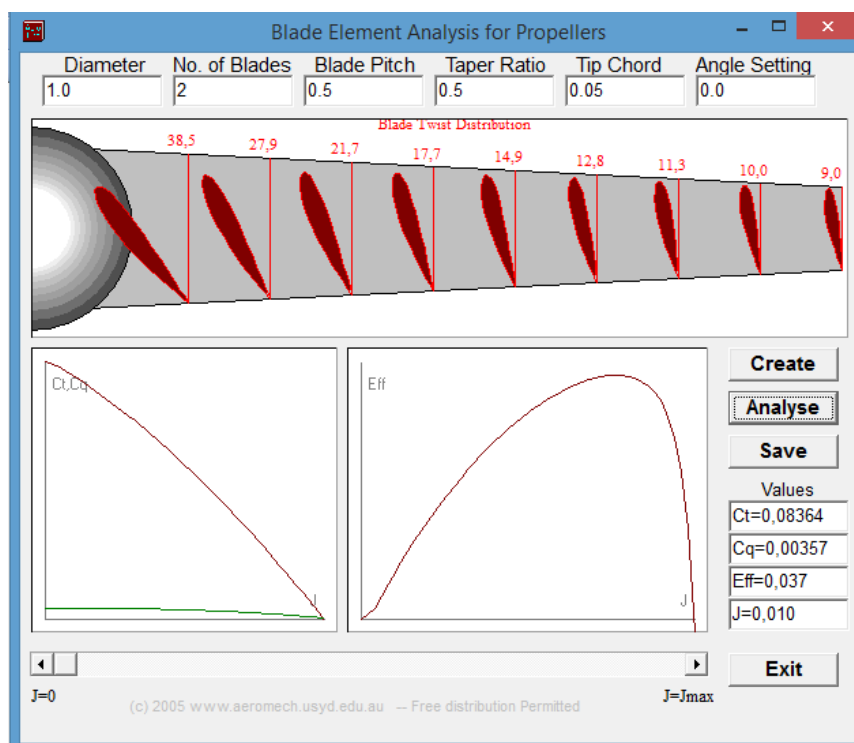 Blade Element Analysis for Propellers
Diameter No. of Blades Blade Pitch Taper Ratio Tip Chord Angle Setting
1.0 2 0.5 0.5 0.05 0.0
Blade Twist Distribution
38,5 27,9 21,7 17,7 14,9 12,8 11,3 10,0 9,0
Ct,Cq
J
Eff
J
Create
Analyse
Save
Values
Ct=0,08364
Cq=0,00357
Eff=0,037
J=0,010
Exit
J=0 J=Jmax
(c) 2005 www.aeromech.usyd.edu.au -- Free distribution Permitted